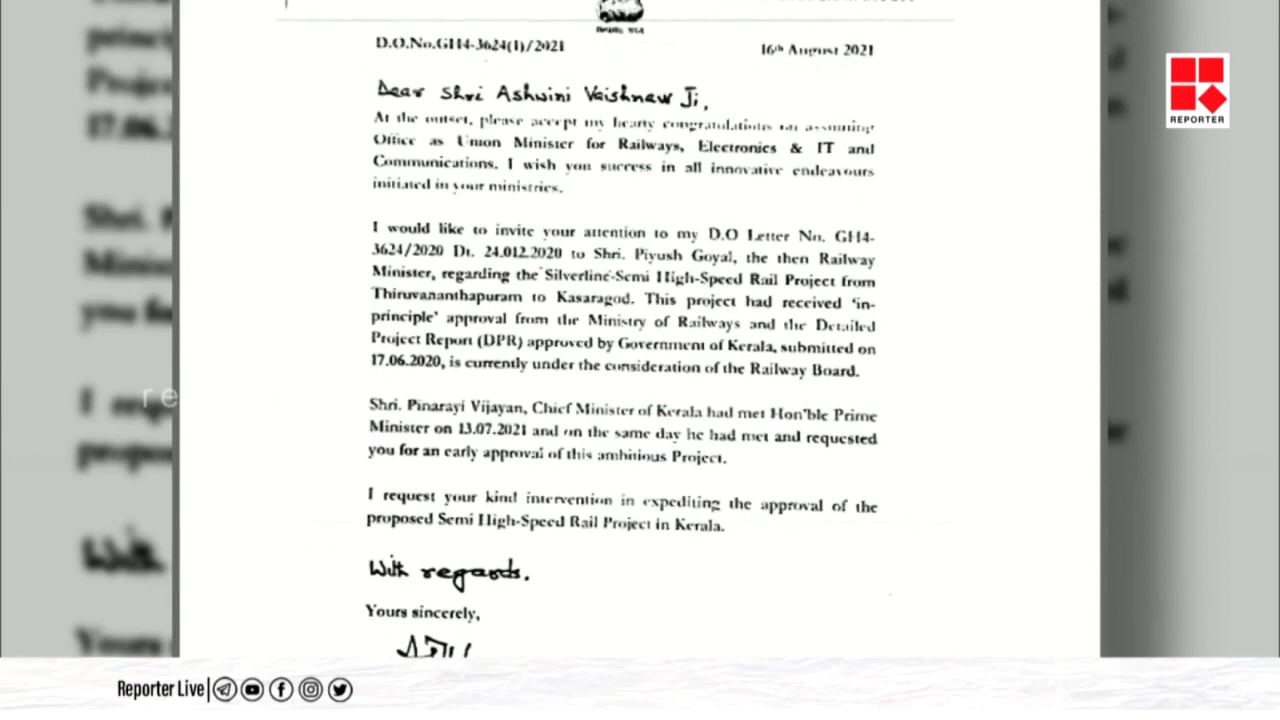 D.O.No.GH4-3624(1)/2021
16th August 2021
Dear Shri Ashwini Vaishnaw Ji,
At the outset, please accept my hearty congratulations on assuming
Office as Union Minister for Railways, Electronics & IT and
Communications. I wish you success in all innovative endeavours
initiated in your ministries.
I would like to invite your attention to my D.O Letter No. GH4-
3624/2020 Dt. 24.012.2020 to Shri. Piyush Goyal, the then Railway
Minister, regarding the Silverline-Semi High-Speed Rail Project from
Thiruvananthapuram to Kasaragod. This project had received 'in-
principle' approval from the Ministry of Railways and the Detailed
Project Report (DPR) approved by Government of Kerala, submitted on
17.06.2020, is currently under the consideration of the Railway Board.
Shri. Pinarayi Vijayan, Chief Minister of Kerala had met Hon'ble Prime
Minister on 13.07.2021 and on the same day he had met and requested
you for an early approval of this ambitious Project.
I request your kind intervention in expediting the approval of the
proposed Semi High-Speed Rail Project in Kerala.
With regards.
Yours sincerely,
REPORTER
re
Reporter Live